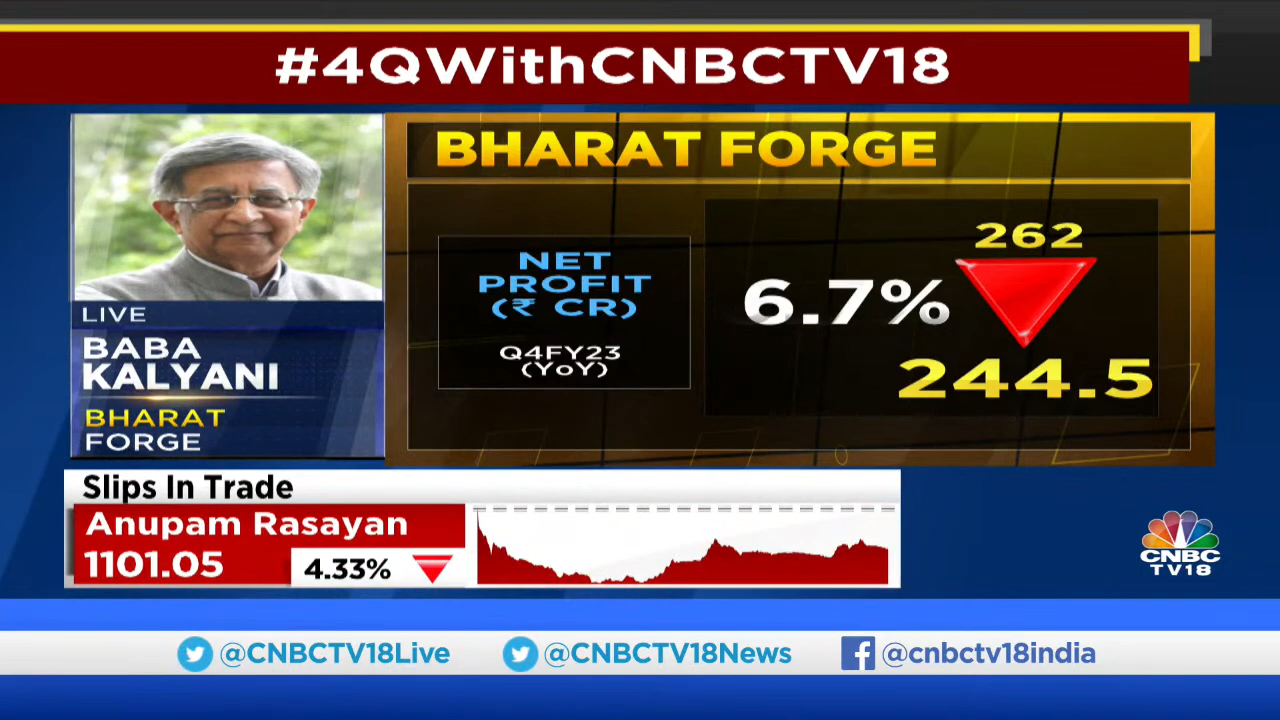 #4QWithCNBCTV18
BHARAT FORGE
NET
PROFIT
(₹ CR)
Q4FY23
(YoY)
262
6.7%
244.5
LIVE
BABA
KALYANI
BHARAT
FORGE
Slips In Trade
Anupam Rasayan
1101.05
4.33%
CNBC
TV18
@CNBCTV18Live
@CNBCTV18News
@cnbctv18india